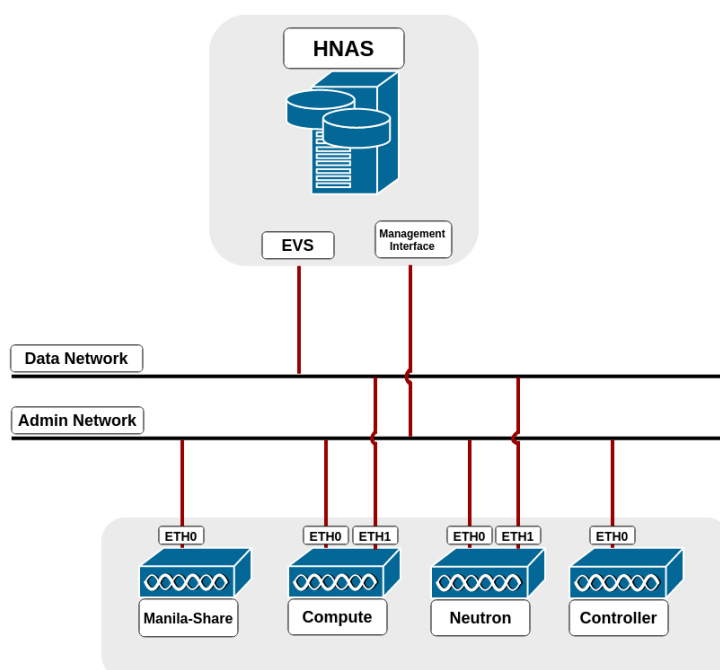 HNAS
EVS
Management
Interface
Data Network
Admin Network
ETH0
ETH0
ETH1
ETH0
ETH1
ETH0
Manila-Share
Compute
Neutron
Controller